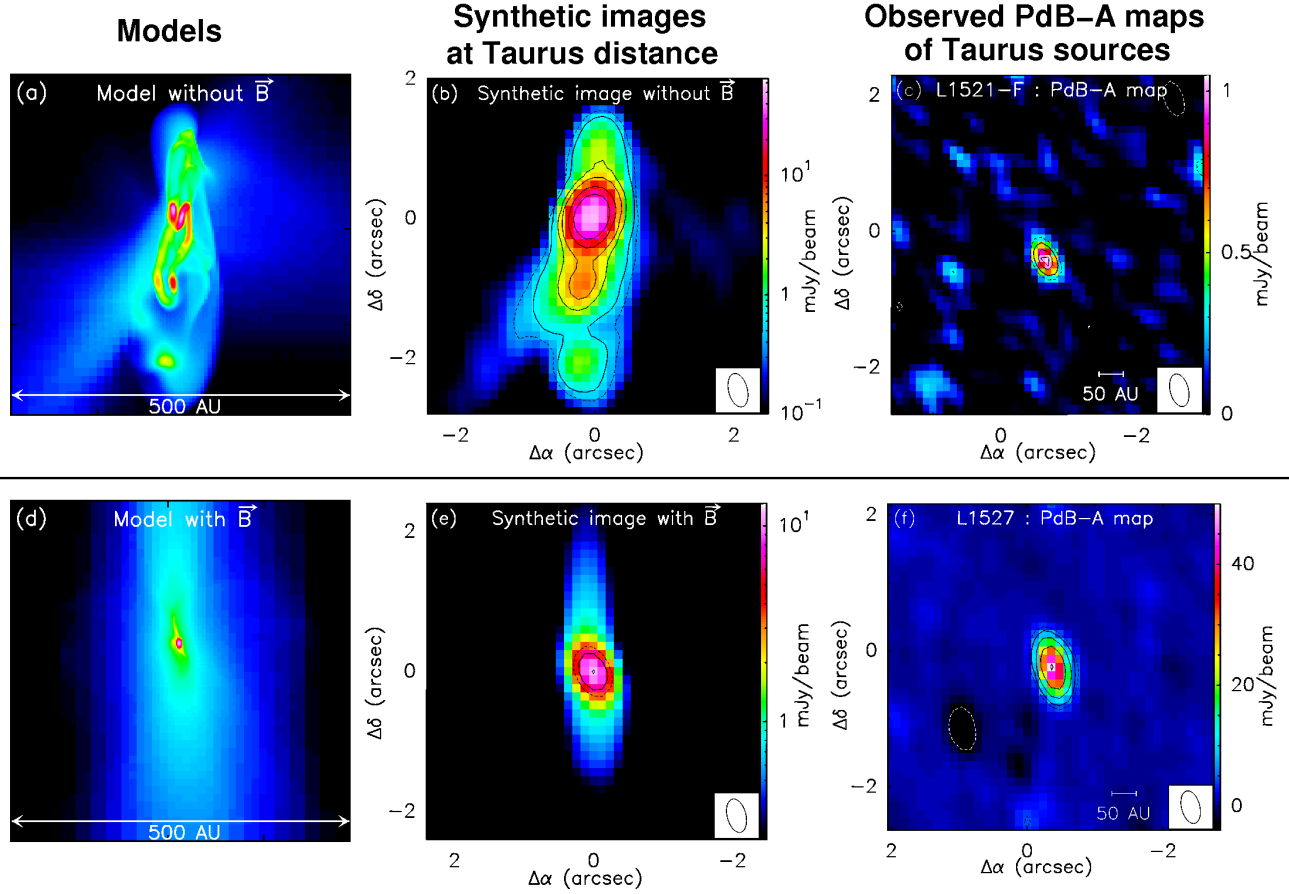 Models
Synthetic images
at Taurus distance
Observed PdB−A maps
of Taurus sources
(a) Model without B
500 AU
(b) Synthetic image without B
2
0
−2
Δδ (arcsec)
−2 0 2
Δα (arcsec)
10¹
1
10⁻¹
mJy/beam
(c) L1521−F : PdB−A map
2
0
−2
Δδ (arcsec)
50 AU
0 −2
Δα (arcsec)
1
0.5
0
mJy/beam
(d) Model with B
500 AU
(e) Synthetic image with B
2
0
−2
Δδ (arcsec)
2 0 −2
Δα (arcsec)
10¹
1
mJy/beam
(f) L1527 : PdB−A map
2
0
−2
Δδ (arcsec)
50 AU
2 0 −2
Δα (arcsec)
40
20
0
mJy/beam